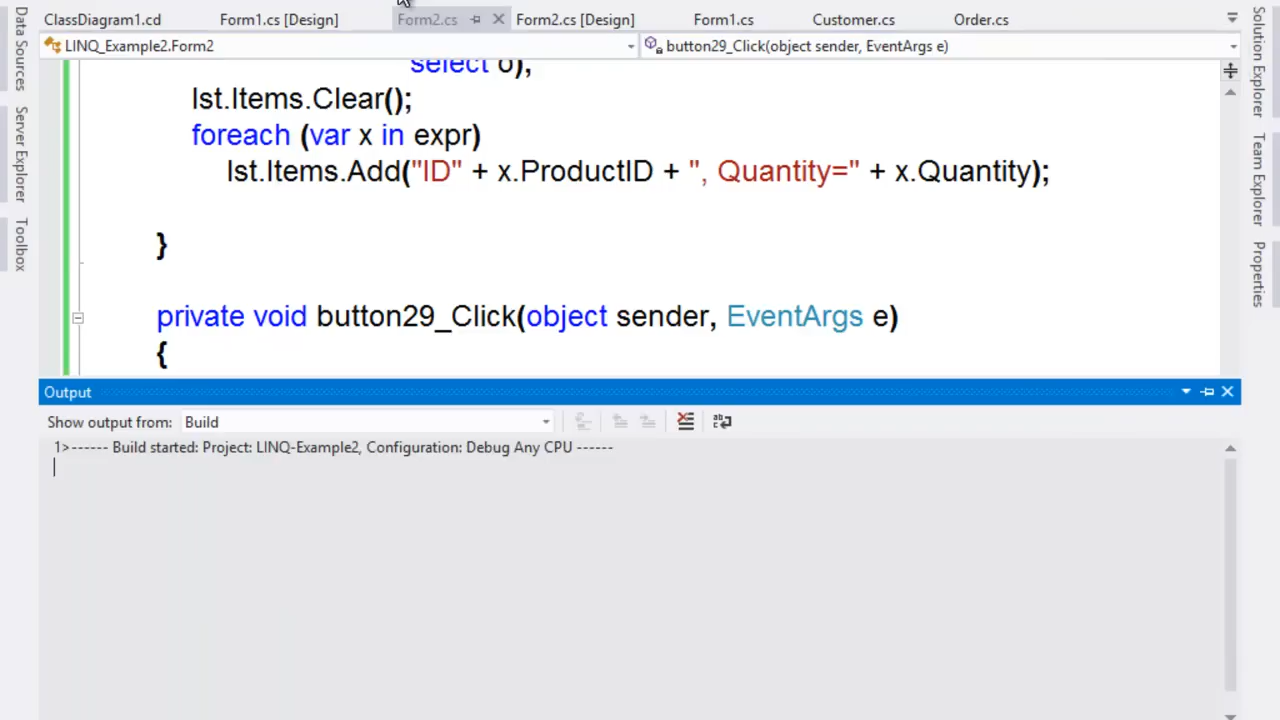 ClassDiagram1.cd Form1.cs [Design] Form2.cs Form2.cs [Design] Form1.cs Customer.cs Order.cs
LINQ_Example2.Form2 button29_Click(object sender, EventArgs e)
select o),
lst.Items.Clear();
foreach (var x in expr)
lst.Items.Add("ID" + x.ProductID + ", Quantity=" + x.Quantity);
}
private void button29_Click(object sender, EventArgs e)
{
Output
Show output from: Build
1>------ Build started: Project: LINQ-Example2, Configuration: Debug Any CPU ------
Data Sources
Server Explorer
Toolbox
Solution Explorer
Team Explorer
Properties